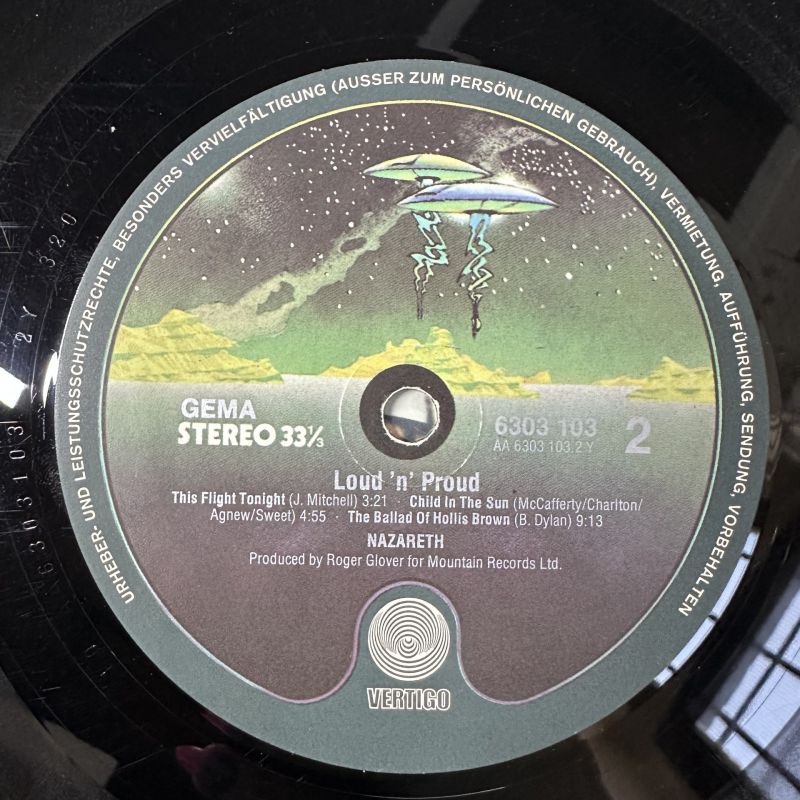 URHEBER- UND LEISTUNGSSCHUTZRECHTE, BESONDERS VERVIELFÄLTIGUNG (AUSSER ZUM PERSÖNLICHEN GEBRAUCH), VERMIETUNG, AUFFÜHRUNG, SENDUNG, VORBEHALTEN
GEMA
STEREO 33⅓
6303 103
AA 6303 103.2 Y
2
Loud 'n' Proud
This Flight Tonight (J. Mitchell) 3:21 · Child In The Sun (McCafferty/Charlton/
Agnew/Sweet) 4:55 · The Ballad Of Hollis Brown (B. Dylan) 9:13
NAZARETH
Produced by Roger Glover for Mountain Records Ltd.
VERTIGO
6303103
2Y 320